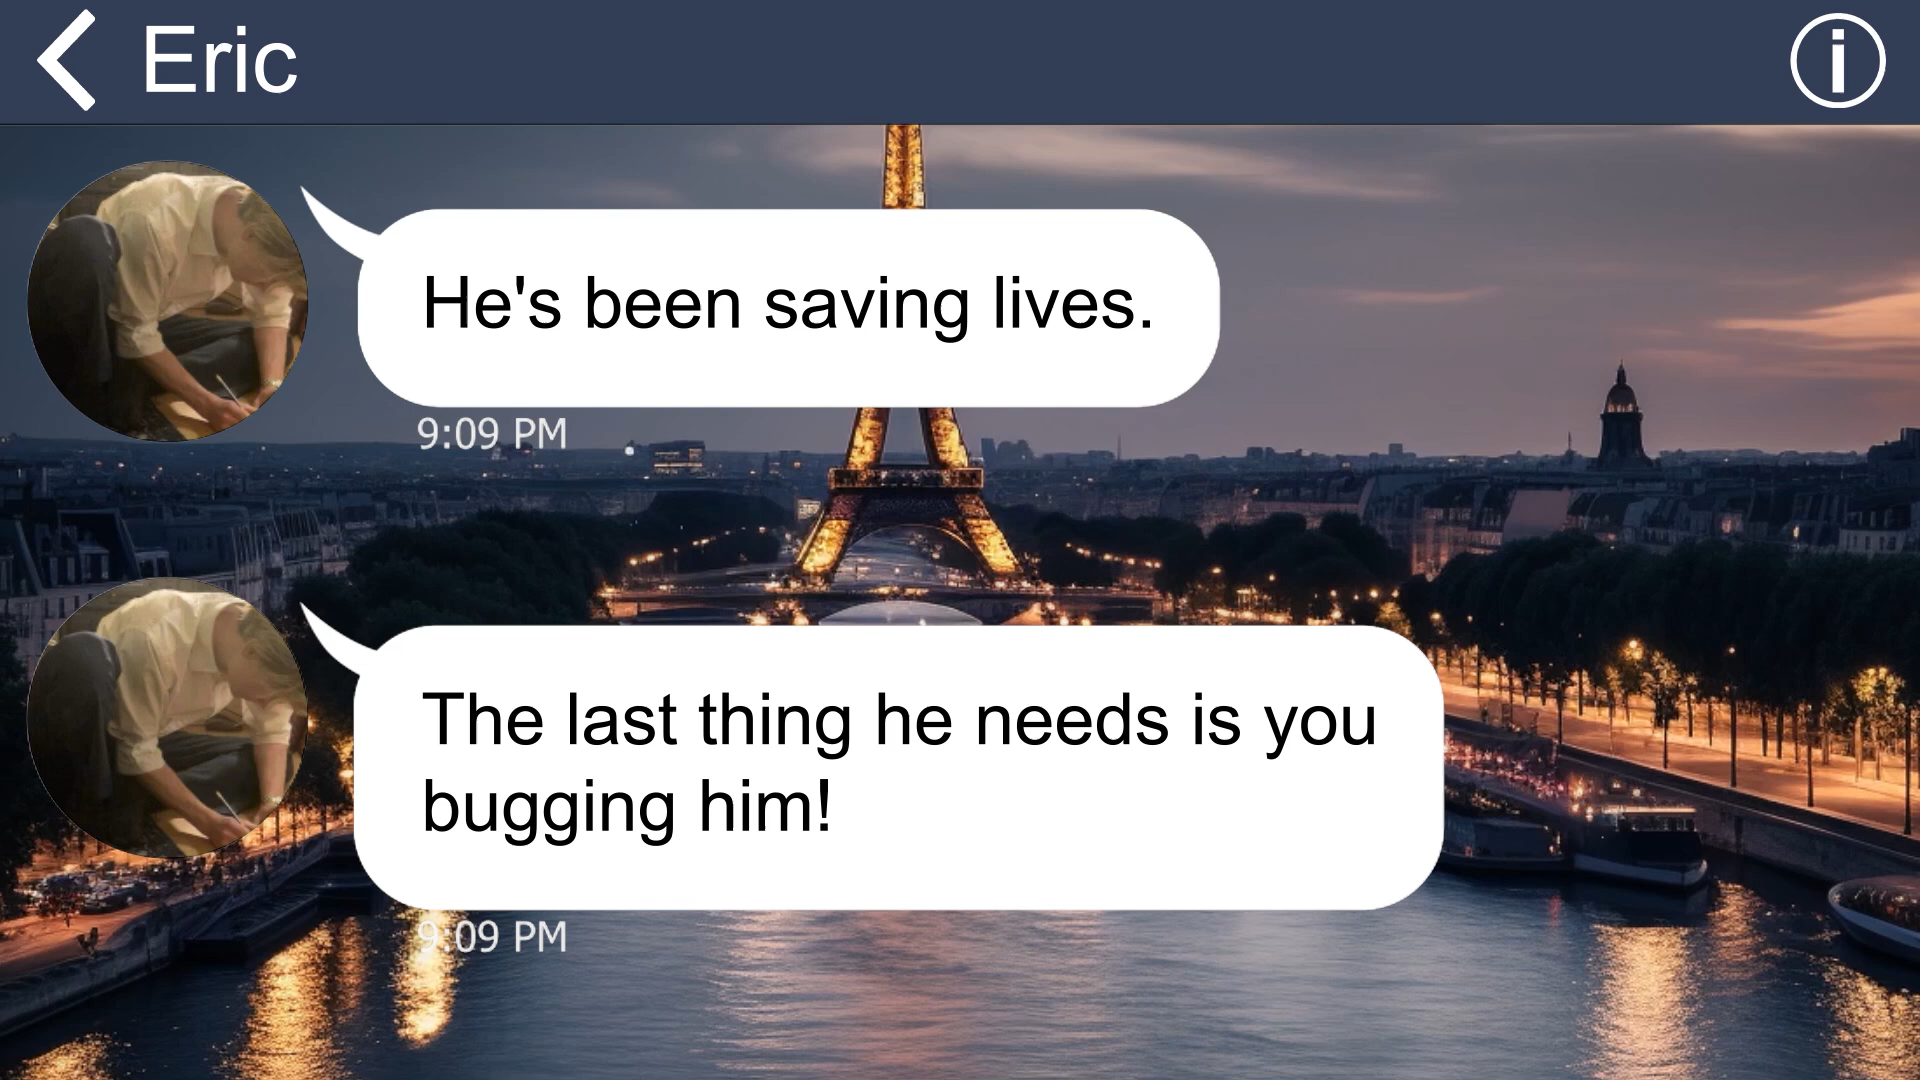 Eric
He's been saving lives.
9:09 PM
The last thing he needs is you
bugging him!
9:09 PM